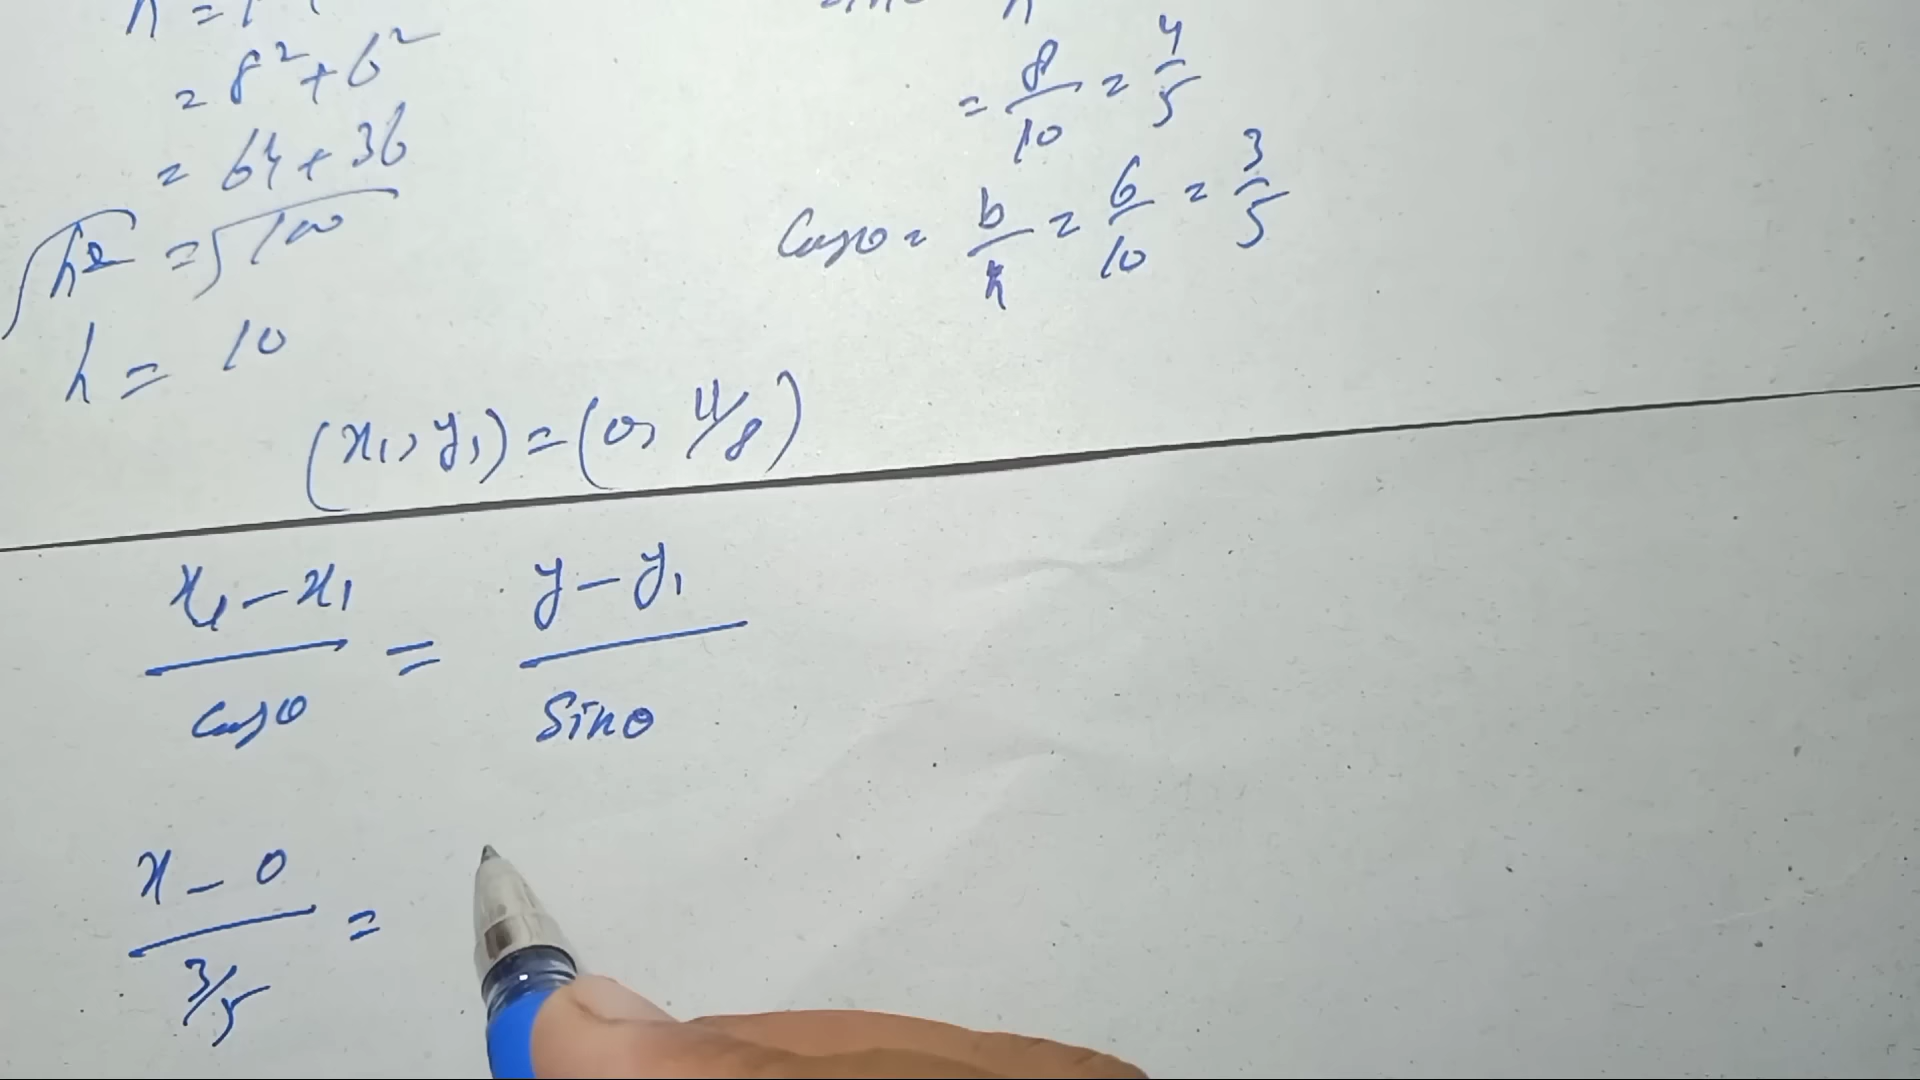 = 8² + 6²
= 64 + 36
√h² = √100
h = 10
= 8/10 = 4/5
Cosθ = b/h = 6/10 = 3/5
(x₁, y₁) = (0, 4/8)
x - x₁ / cosθ = y - y₁ / Sinθ
x - 0 / 3/5 =